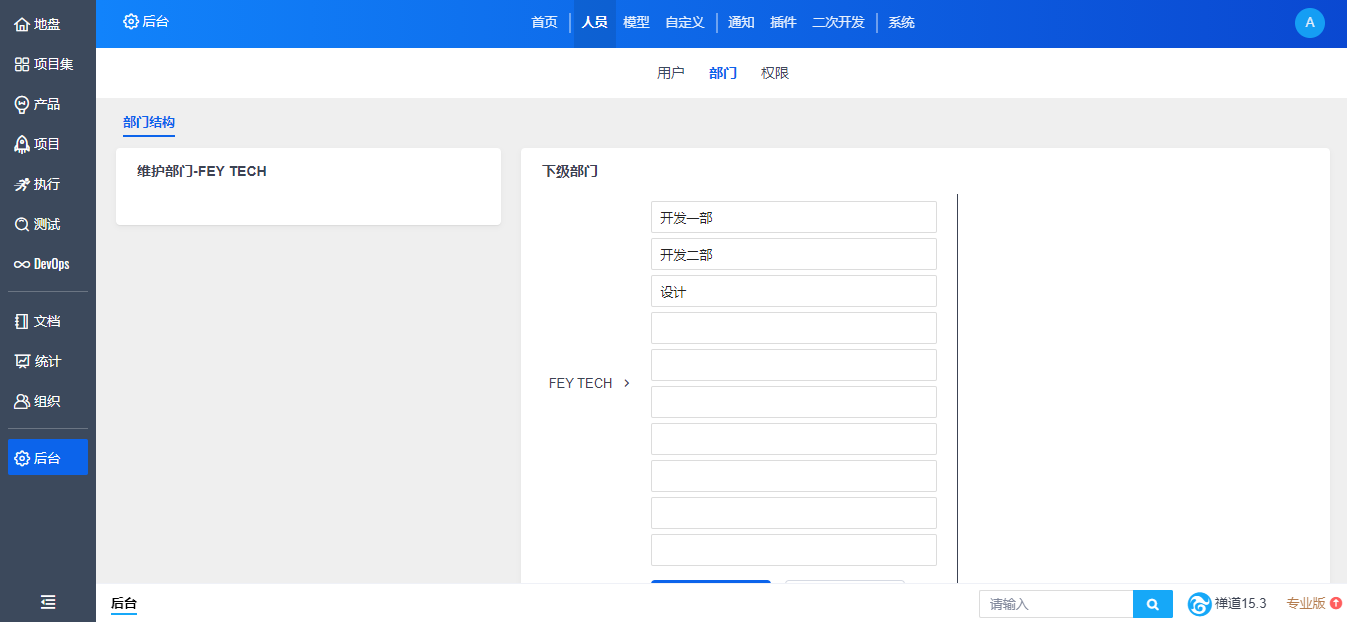 地盘
项目集
产品
项目
执行
测试
DevOps
文档
统计
组织
后台
后台
首页 人员 模型 自定义 通知 插件 二次开发 系统
A
用户 部门 权限
部门结构
维护部门-FEY TECH
下级部门
FEY TECH
开发一部
开发二部
设计
后台
请输入
禅道15.3
专业版